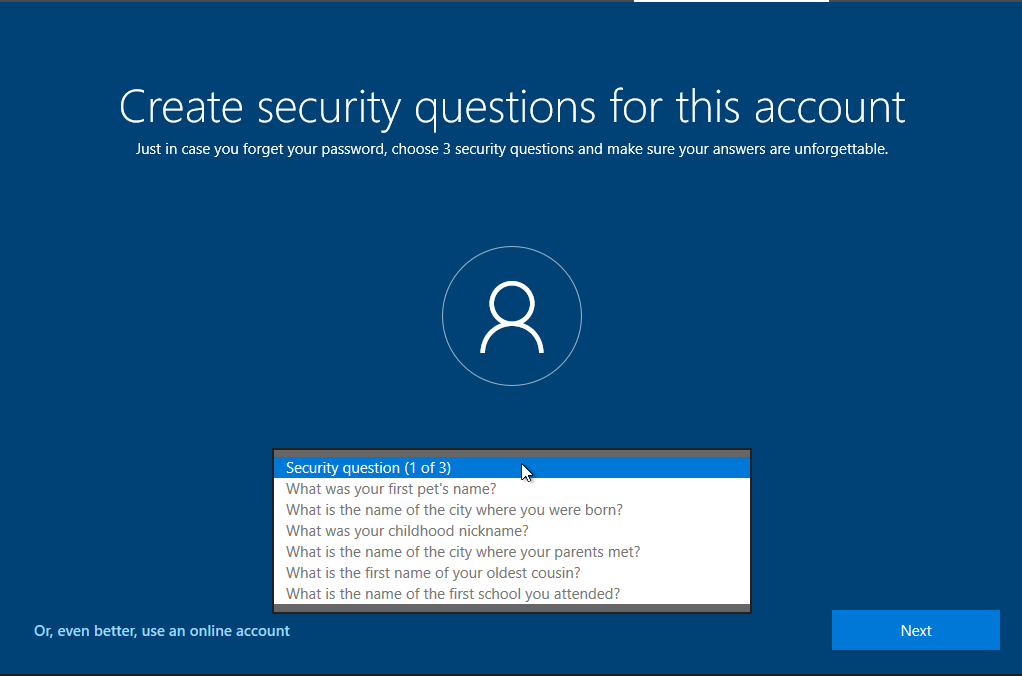 Create security questions for this account
Just in case you forget your password, choose 3 security questions and make sure your answers are unforgettable.
Security question (1 of 3)
What was your first pet's name?
What is the name of the city where you were born?
What was your childhood nickname?
What is the name of the city where your parents met?
What is the first name of your oldest cousin?
What is the name of the first school you attended?
Or, even better, use an online account
Next